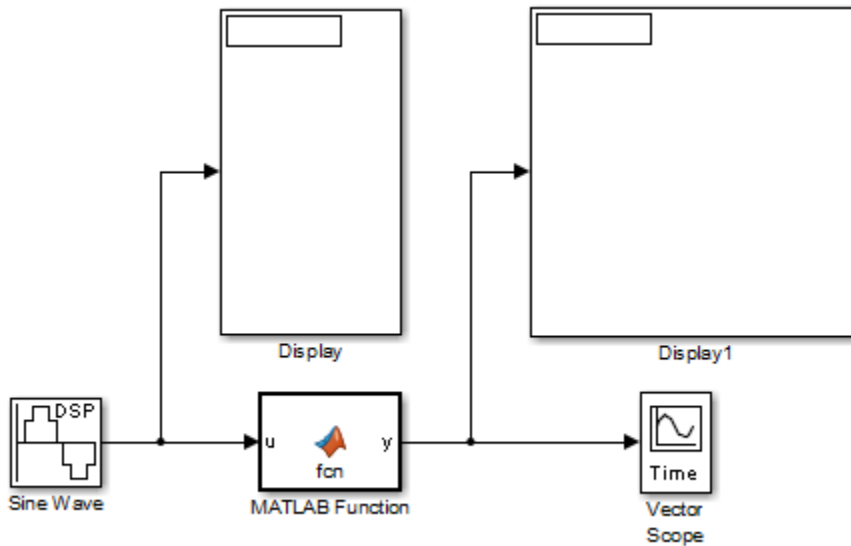 Display
Display1
DSP
Sine Wave
u
fcn
y
MATLAB Function
Time
Vector
Scope